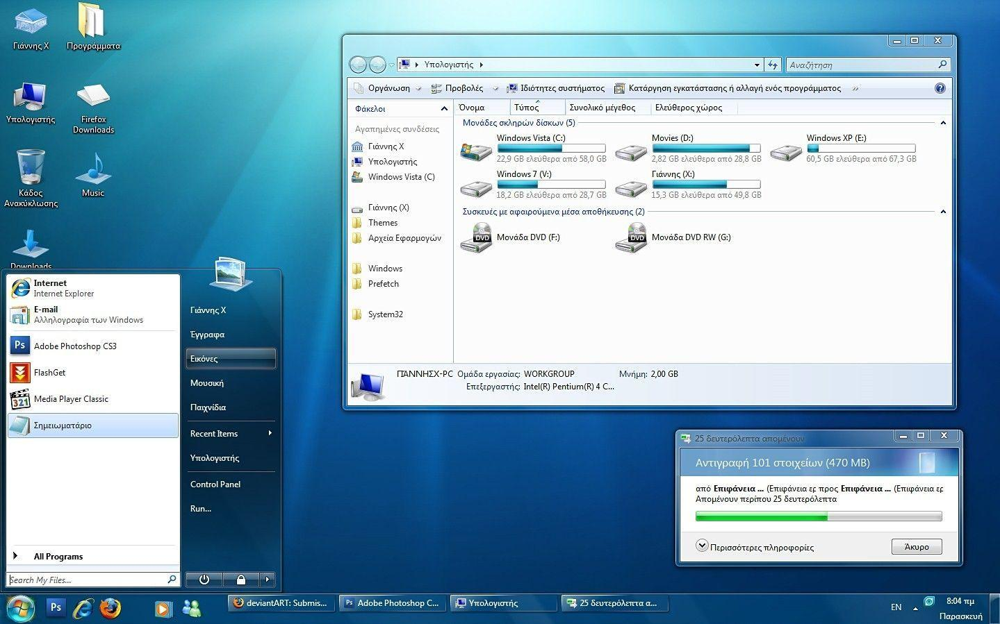 Γιάννης Χ
Προγράμματα
Υπολογιστής
Firefox
Downloads
Κάδος
Ανακύκλωσης
Music
Downloads
Υπολογιστής
Αναζήτηση
Οργάνωση
Προβολές
Ιδιότητες συστήματος
Κατάργηση εγκατάστασης ή αλλαγή ενός προγράμματος
»
Φάκελοι
Όνομα
Τύπος
Συνολικό μέγεθος
Ελεύθερος χώρος
Αγαπημένες συνδέσεις
Γιάννης Χ
Υπολογιστής
Windows Vista (C)
Γιάννης (X)
Themes
Αρχεία Εφαρμογών
Windows
Prefetch
System32
Μονάδες σκληρών δίσκων (5)
Windows Vista (C:)
22,9 GB ελεύθερα από 58,0 GB
Movies (D:)
2,82 GB ελεύθερα από 28,8 GB
Windows XP (E:)
60,5 GB ελεύθερα από 67,3 GB
Windows 7 (V:)
18,2 GB ελεύθερα από 28,7 GB
Γιάννης (X:)
15,3 GB ελεύθερα από 49,8 GB
Συσκευές με αφαιρούμενα μέσα αποθήκευσης (2)
DVD
Μονάδα DVD (F:)
DVD
Μονάδα DVD RW (G:)
ΓΙΆΝΝΗΣΧ-PC
Ομάδα εργασίας: WORKGROUP
Μνήμη: 2,00 GB
Επεξεργαστής: Intel(R) Pentium(R) 4 C...
Internet
Internet Explorer
E-mail
Αλληλογραφία των Windows
Ps
Adobe Photoshop CS3
FlashGet
321
Media Player Classic
Σημειωματάριο
All Programs
Search My Files...
Γιάννης Χ
Έγγραφα
Εικόνες
Μουσική
Παιχνίδια
Recent Items
Υπολογιστής
Control Panel
Run...
25 δευτερόλεπτα απομένουν
Αντιγραφή 101 στοιχείων (470 MB)
από Επιφάνεια ... (Επιφάνεια ερ προς Επιφάνεια ... (Επιφάνεια ερ
Απομένουν περίπου 25 δευτερόλεπτα
Περισσότερες πληροφορίες
Άκυρο
Ps
deviantART: Submis...
Ps
Adobe Photoshop C...
Υπολογιστής
25 δευτερόλεπτα α...
EN
8:04 πμ
Παρασκευή